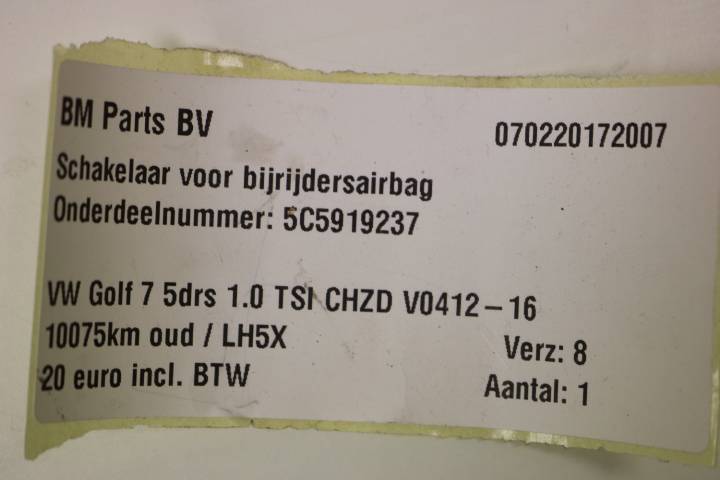 BM Parts BV 070220172007
Schakelaar voor bijrijdersairbag
Onderdeelnummer: 5C5919237
VW Golf 7 5drs 1.0 TSI CHZD V0412-16
10075km oud / LH5X Verz: 8
20 euro incl. BTW Aantal: 1